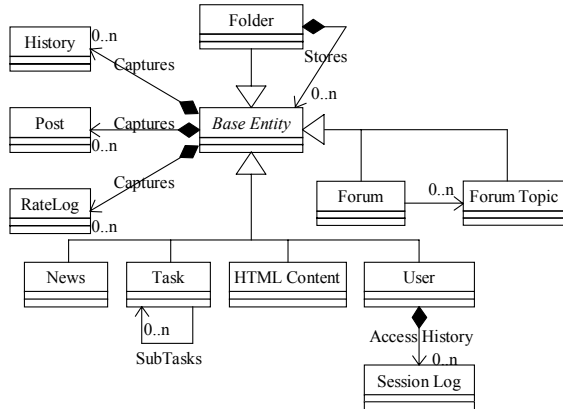 Folder
0..n
History
Captures
Stores
0..n
Post
Captures
Base Entity
0..n
Captures
RateLog
0..n
Forum
0..n
Forum Topic
News
Task
HTML Content
User
0..n
SubTasks
Access History
0..n
Session Log